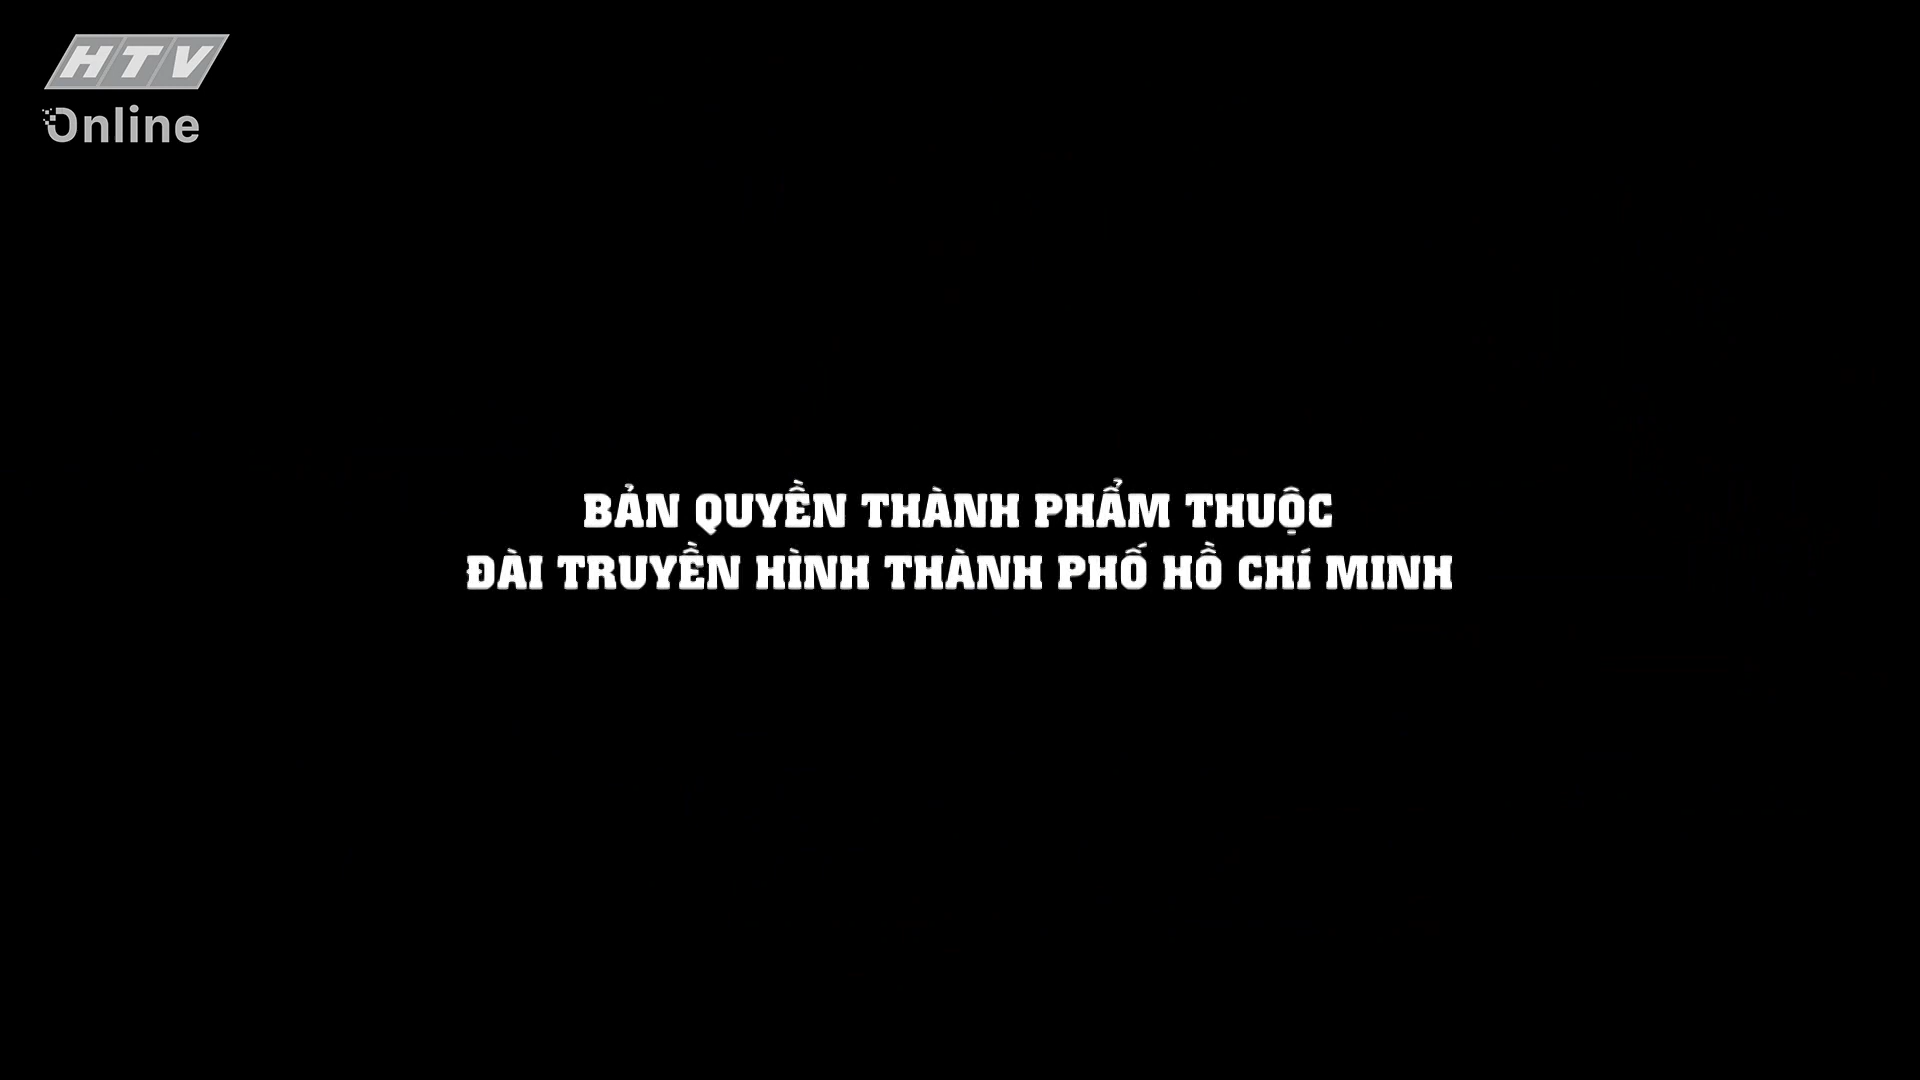 HTV
Online
BẢN QUYỀN THÀNH PHẨM THUỘC
ĐÀI TRUYỀN HÌNH THÀNH PHỐ HỒ CHÍ MINH